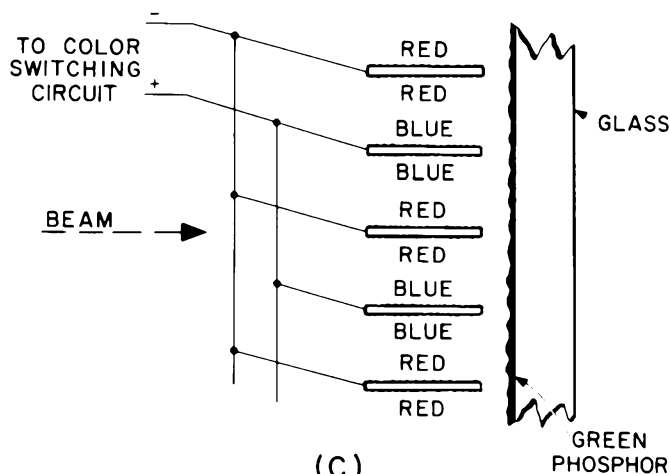 −
TO COLOR
SWITCHING
CIRCUIT
+
RED
RED
BLUE
BLUE
GLASS
BEAM
RED
RED
BLUE
BLUE
RED
RED
GREEN
PHOSPHOR
(C)